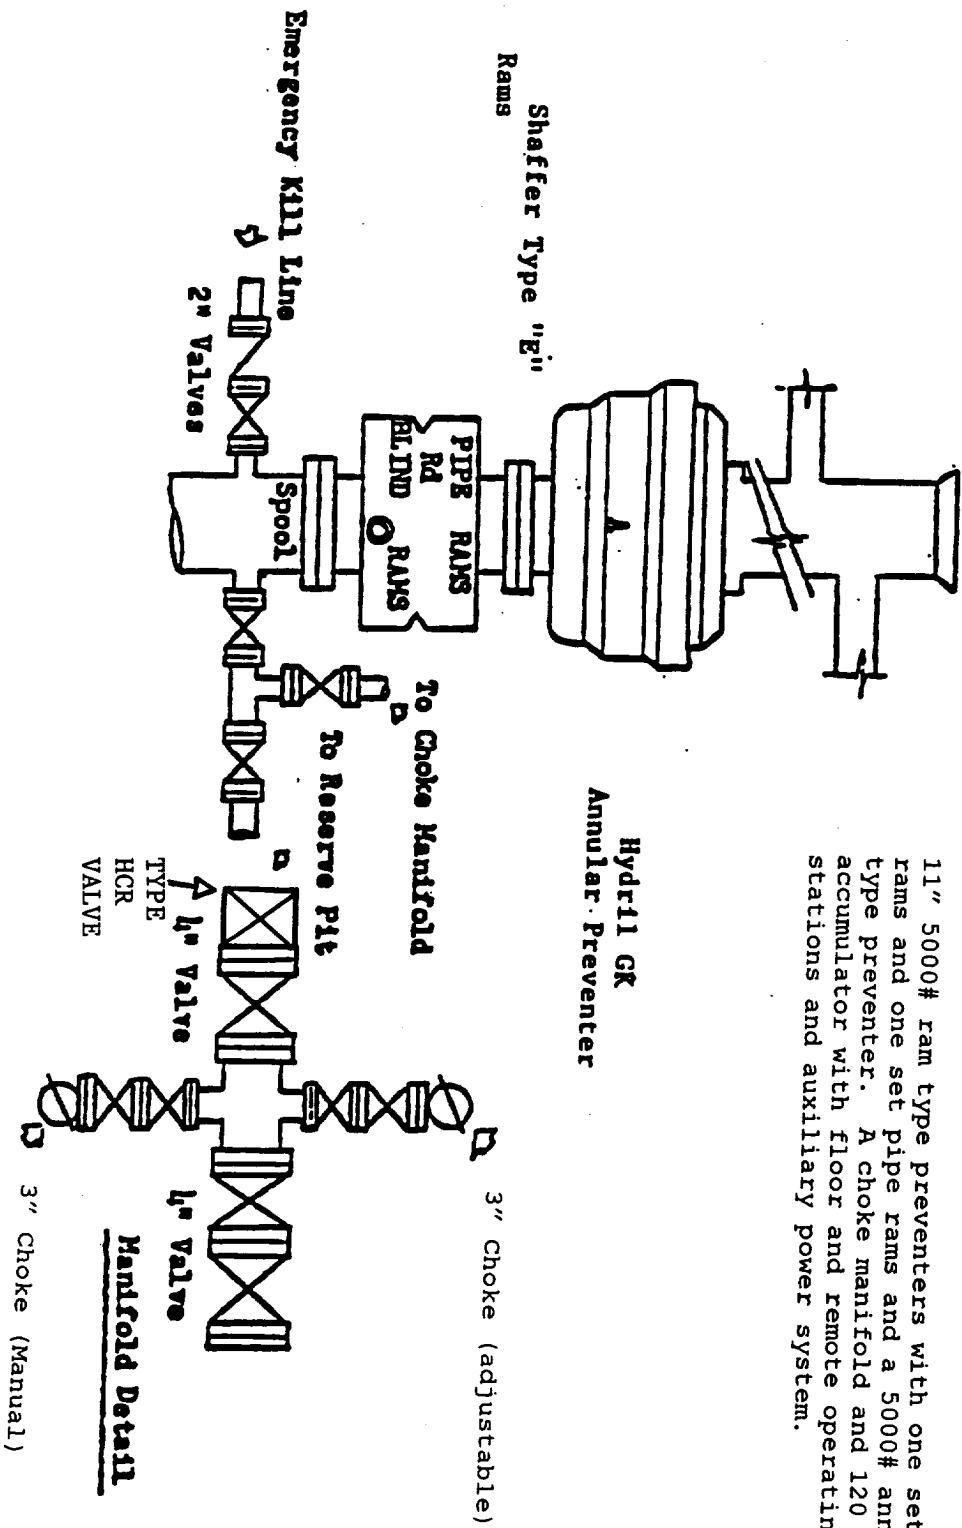 11" 5000# ram type preventers with one set
rams and one set pipe rams and a 5000#
type preventer. A choke manifold and 120
accumulator with floor and remote
stations and auxiliary power system.
Shaffer Type "E"
Rams
Hydril GK
Annular Preventer
PIPE RAMS
Rd
BLIND RAMS
Spool
Emergency Kill Line
2" Valves
To Choke Manifold
To Reserve Pit
TYPE
HCR
VALVE
4" Valve
4" Valve
3" Choke (adjustable)
3" Choke (Manual)
Manifold Detail